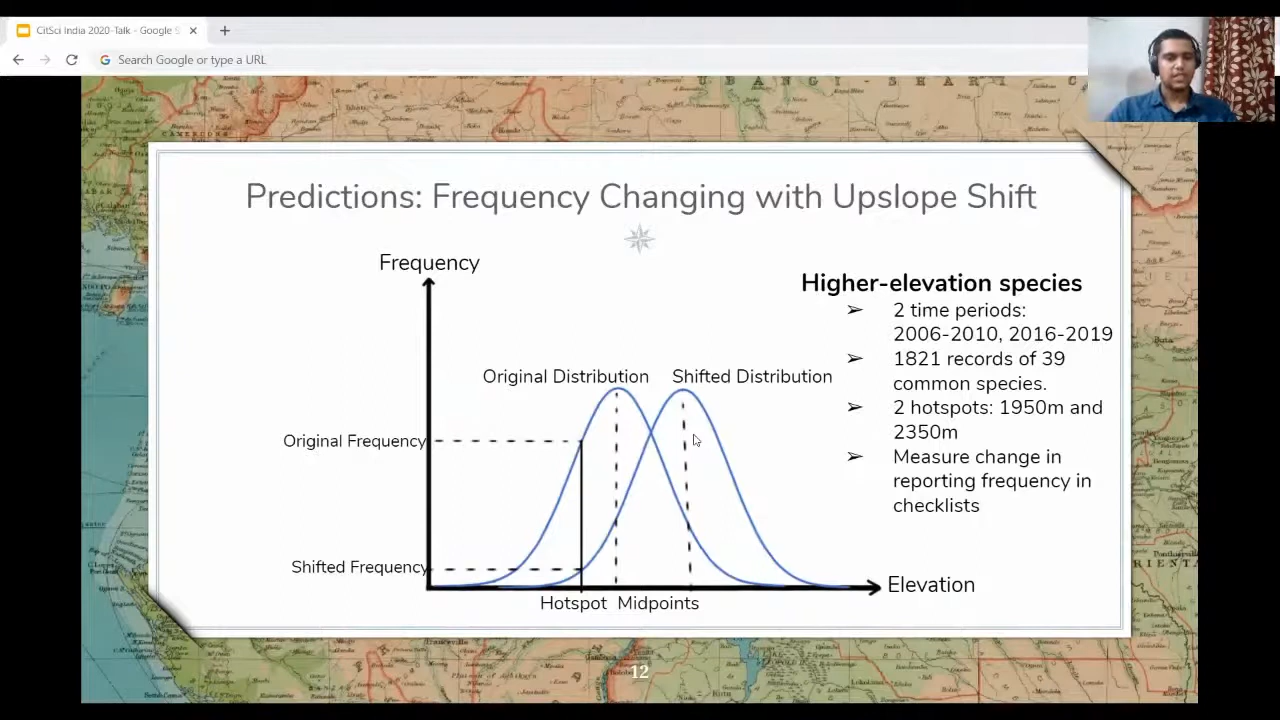 CitSci India 2020-Talk - Google S
Search Google or type a URL
UBANGI-SHARI
Predictions: Frequency Changing with Upslope Shift
Frequency
Higher-elevation species
➢ 2 time periods:
2006-2010, 2016-2019
➢ 1821 records of 39
common species.
➢ 2 hotspots: 1950m and
2350m
➢ Measure change in
reporting frequency in
checklists
Original Distribution
Shifted Distribution
Original Frequency
Shifted Frequency
Elevation
Hotspot
Midpoints
12